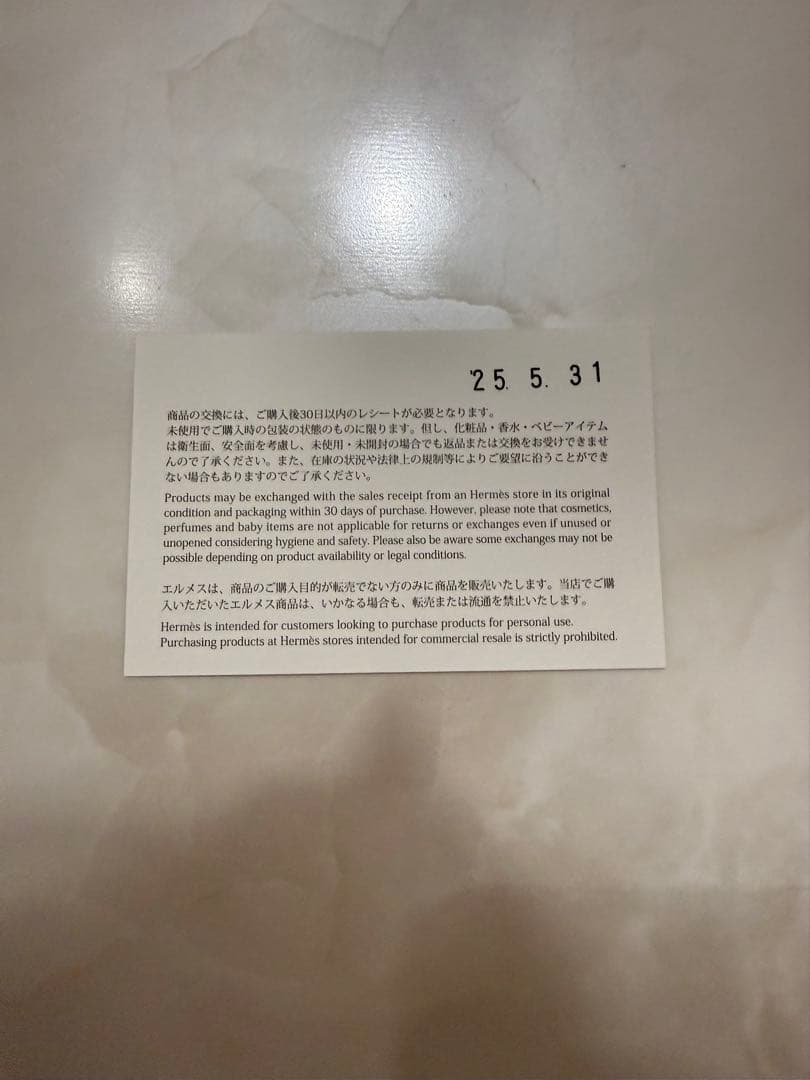 '25. 5. 31
商品の交換には、ご購入後30日以内のレシートが必要となります。
未使用でご購入時の包装の状態のものに限ります。但し、化粧品・香水・ベビーアイテム
は衛生面、安全面を考慮し、未使用・未開封の場合でも返品または交換をお受けできませ
んので了承ください。また、在庫の状況や法律上の規制等によりご要望に沿うことができ
ない場合もありますのでご了承ください。
Products may be exchanged with the sales receipt from an Hermès store in its original
condition and packaging within 30 days of purchase. However, please note that cosmetics,
perfumes and baby items are not applicable for returns or exchanges even if unused or
unopened considering hygiene and safety. Please also be aware some exchanges may not be
possible depending on product availability or legal conditions.
エルメスは、商品のご購入目的が転売でない方のみに商品を販売いたします。当店でご購
入いただいたエルメス商品は、いかなる場合も、転売または流通を禁止いたします。
Hermès is intended for customers looking to purchase products for personal use.
Purchasing products at Hermès stores intended for commercial resale is strictly prohibited.